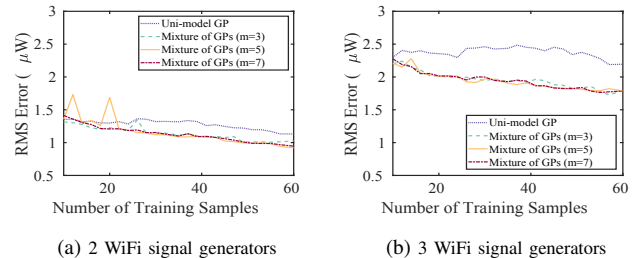 3
2.5
2
1.5
1
0.5
20
40
60
RMS Error ( μW)
Number of Training Samples
Uni-model GP
Mixture of GPs (m=3)
Mixture of GPs (m=5)
Mixture of GPs (m=7)
(a) 2 WiFi signal generators
3
2.5
2
1.5
1
0.5
20
40
60
RMS Error ( μW)
Number of Training Samples
Uni-model GP
Mixture of GPs (m=3)
Mixture of GPs (m=5)
Mixture of GPs (m=7)
(b) 3 WiFi signal generators